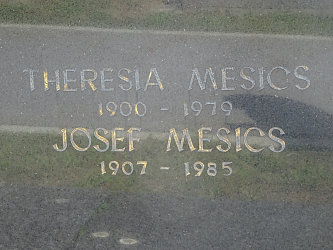 THERESIA MESICS
1900 - 1979
JOSEF MESICS
1907 - 1985